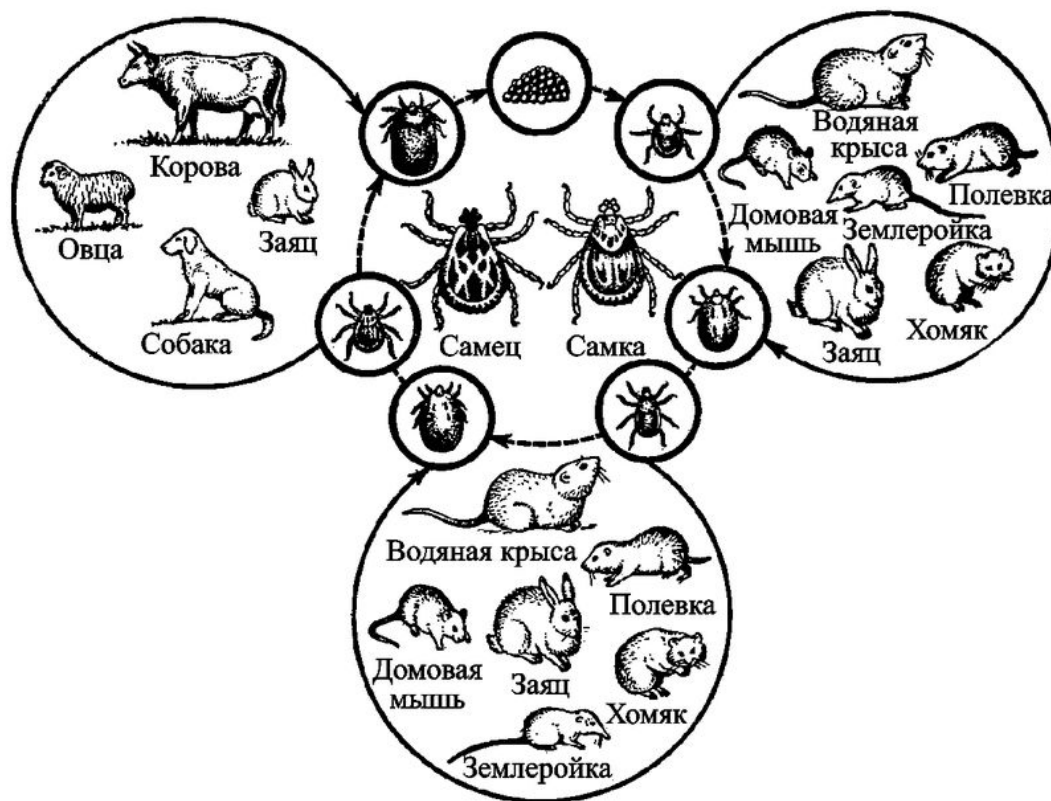 Корова
Овца
Заяц
Собака
Самец
Самка
Водяная
крыса
Полевка
Домовая
мышь
Землеройка
Заяц
Хомяк
Водяная крыса
Полевка
Домовая
мышь
Заяц
Хомяк
Землеройка